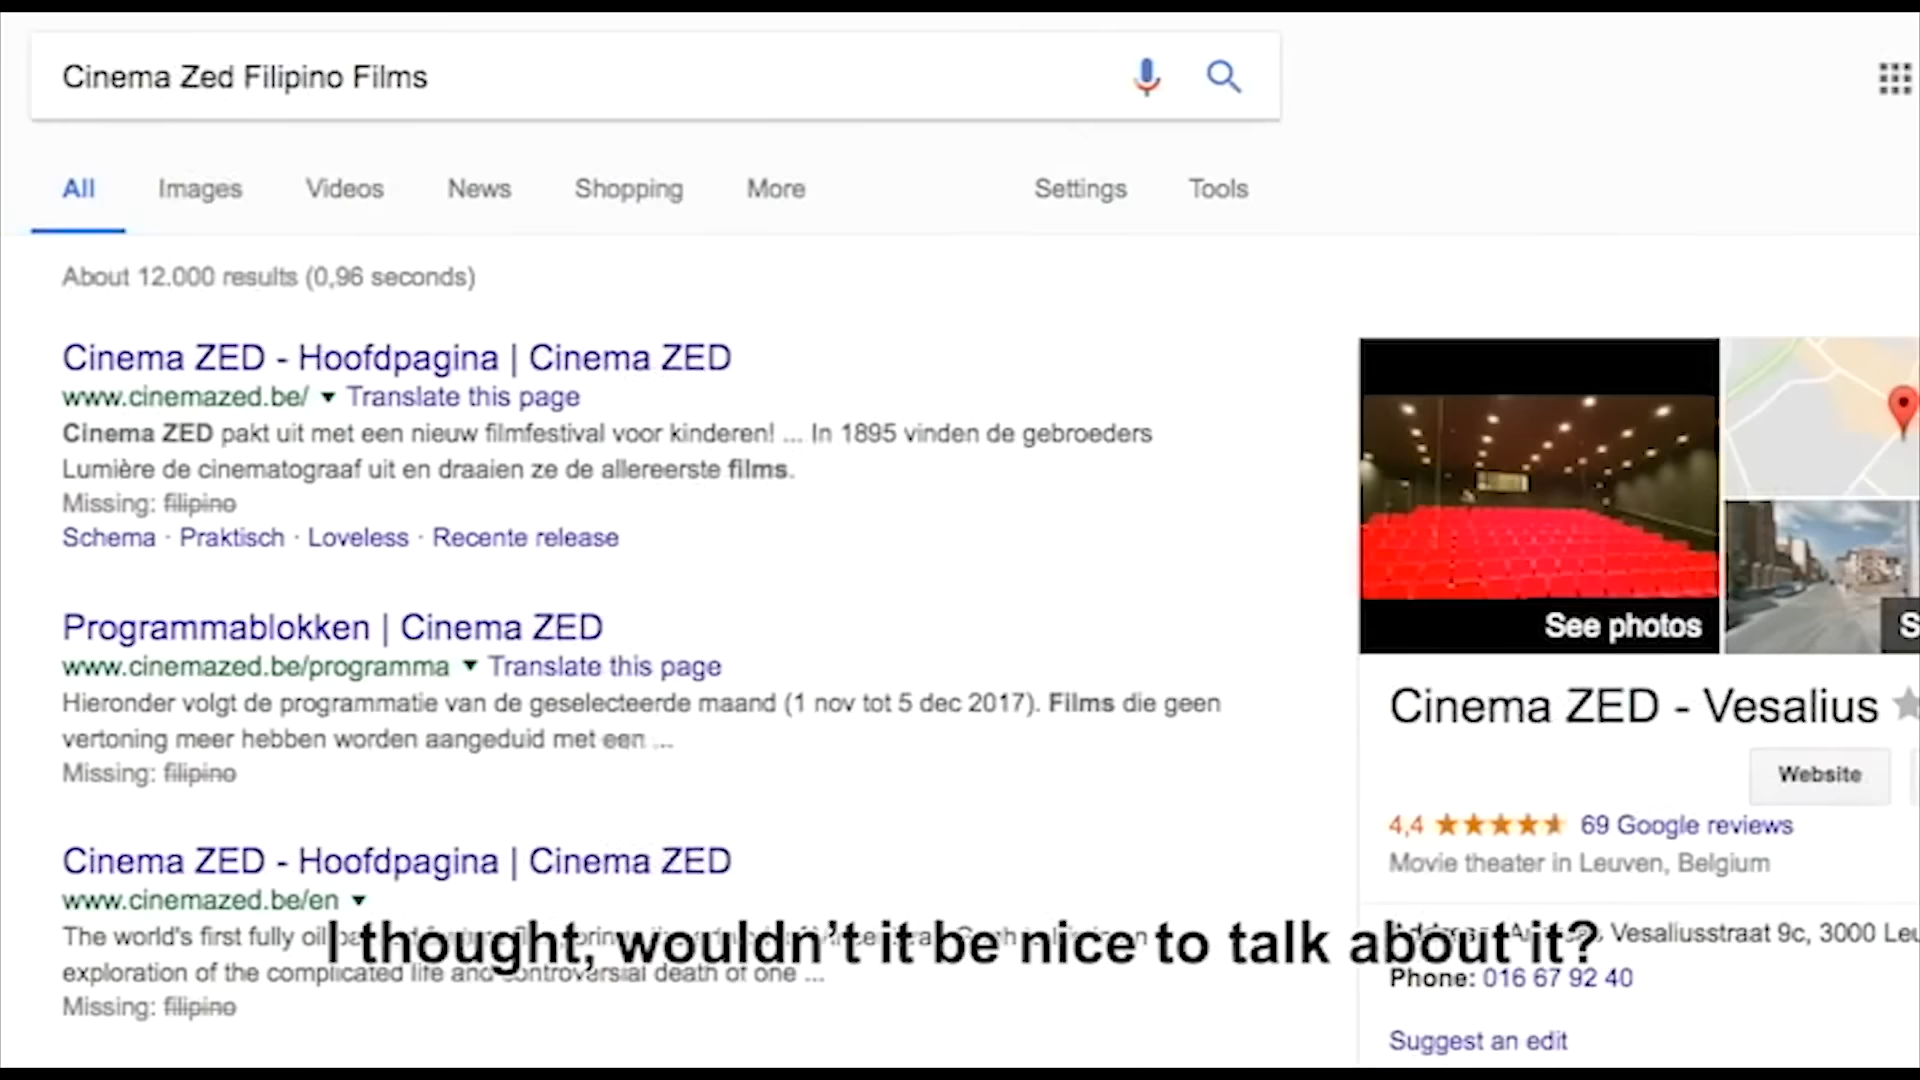 Cinema Zed Filipino Films
All Images Videos News Shopping More Settings Tools
About 12.000 results (0,96 seconds)
Cinema ZED - Hoofdpagina | Cinema ZED
www.cinemazed.be/ ▼ Translate this page
Cinema ZED pakt uit met een nieuw filmfestival voor kinderen! ... In 1895 vinden de gebroeders
Lumière de cinematograaf uit en draaien ze de allereerste films.
Missing: filipino
Schema · Praktisch · Loveless · Recente release
Programmablokken | Cinema ZED
www.cinemazed.be/programma ▼ Translate this page
Hieronder volgt de programmatie van de geselecteerde maand (1 nov tot 5 dec 2017). Films die geen
vertoning meer hebben worden aangeduid met een ...
Missing: filipino
Cinema ZED - Hoofdpagina | Cinema ZED
www.cinemazed.be/en ▼
The world's first fully oil
exploration of the complicated life and controversial death of one ...
Missing: filipino
See photos
Cinema ZED - Vesalius
Website
4,4 69 Google reviews
Movie theater in Leuven, Belgium
Vesaliusstraat 9c, 3000
Phone: 016 67 92 40
Suggest an edit
I thought, wouldn't it be nice to talk about it?